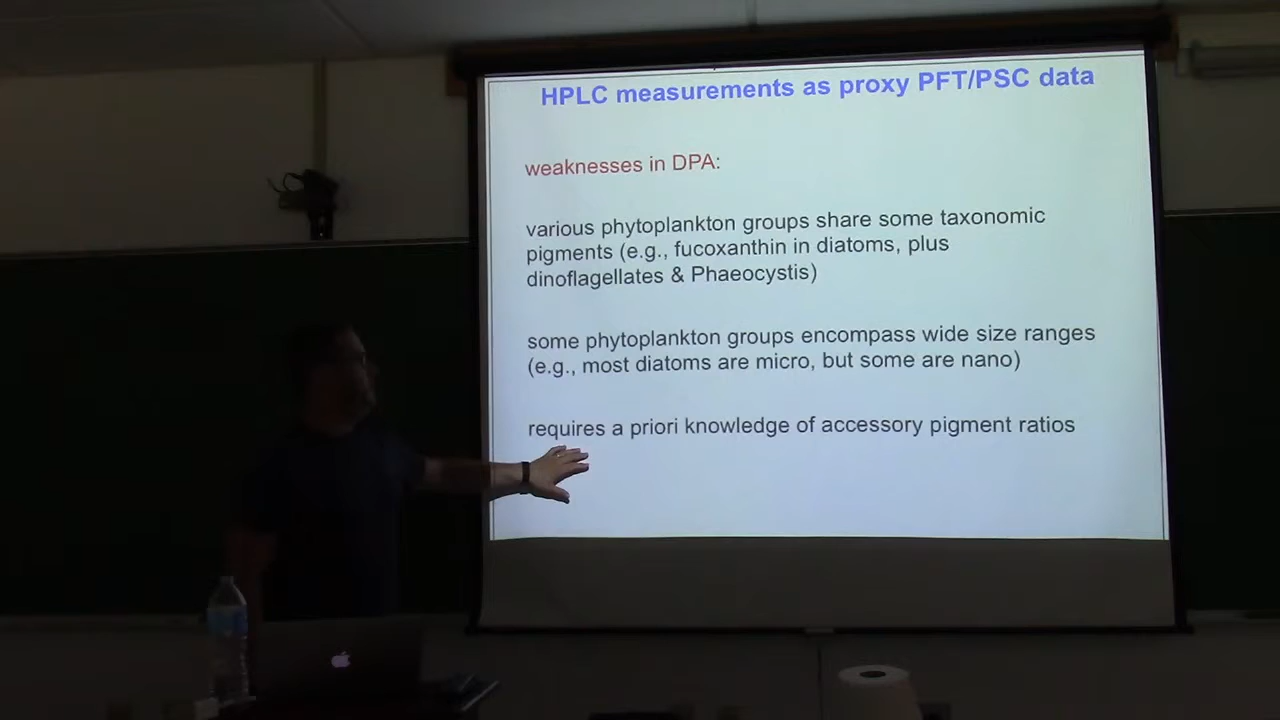 HPLC measurements as proxy PFT/PSC data
weaknesses in DPA:
various phytoplankton groups share some taxonomic
pigments (e.g., fucoxanthin in diatoms, plus
dinoflagellates & Phaeocystis)
some phytoplankton groups encompass wide size ranges
(e.g., most diatoms are micro, but some are nano)
requires a priori knowledge of accessory pigment ratios